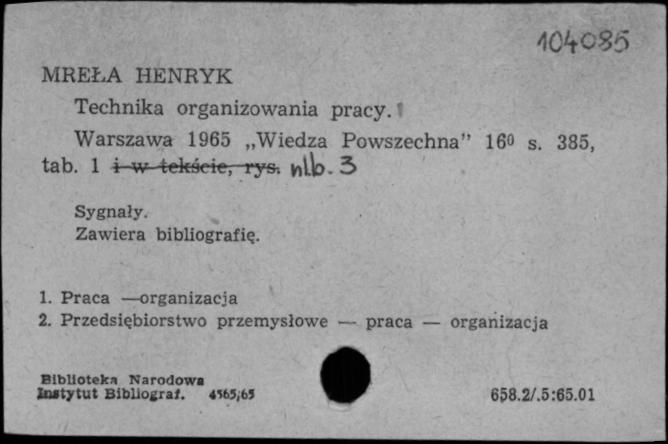 104085
MREŁA HENRYK
Technika organizowania pracy.
Warszawa 1965 „Wiedza Powszechna” 16⁰ s. 385,
tab. 1 i w tekście, rys. nlb. 3
Sygnały.
Zawiera bibliografię.
1. Praca —organizacja
2. Przedsiębiorstwo przemysłowe — praca — organizacja
Biblioteka Narodowa
Instytut Bibliograf. 4565/65
658.2/.5:65.01